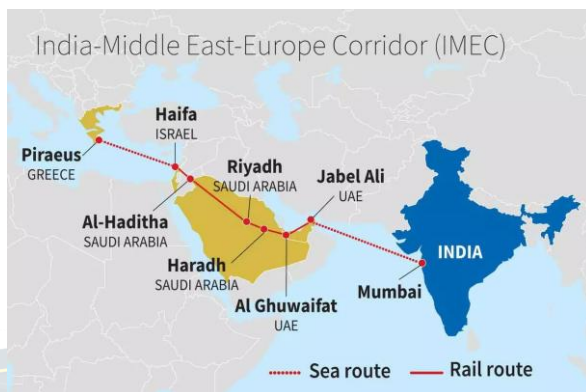 India-Middle East-Europe Corridor (IMEC)
Haifa
ISRAEL
Piraeus
GREECE
Riyadh
SAUDI ARABIA
Jabel Ali
UAE
Al-Haditha
SAUDI ARABIA
INDIA
Haradh
SAUDI ARABIA
Al Ghuwaifat
UAE
Mumbai
Sea route
Rail route